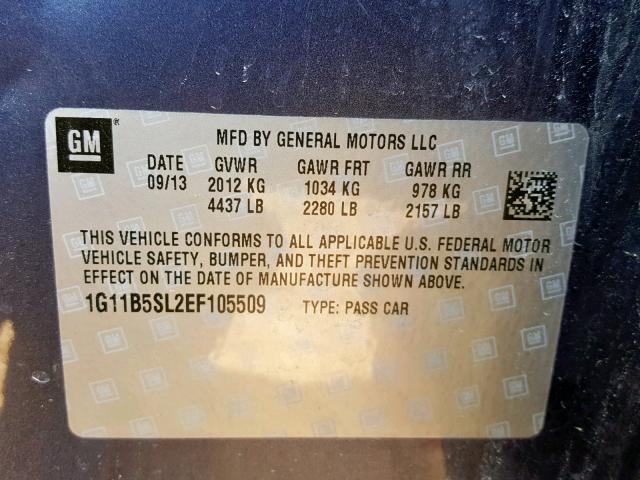 GM ®
MFD BY GENERAL MOTORS LLC
DATE GVWR GAWR FRT GAWR RR
09/13 2012 KG 1034 KG 978 KG
4437 LB 2280 LB 2157 LB
THIS VEHICLE CONFORMS TO ALL APPLICABLE U.S. FEDERAL MOTOR
VEHICLE SAFETY, BUMPER, AND THEFT PREVENTION STANDARDS IN
EFFECT ON THE DATE OF MANUFACTURE SHOWN ABOVE.
1G11B5SL2EF105509 TYPE: PASS CAR